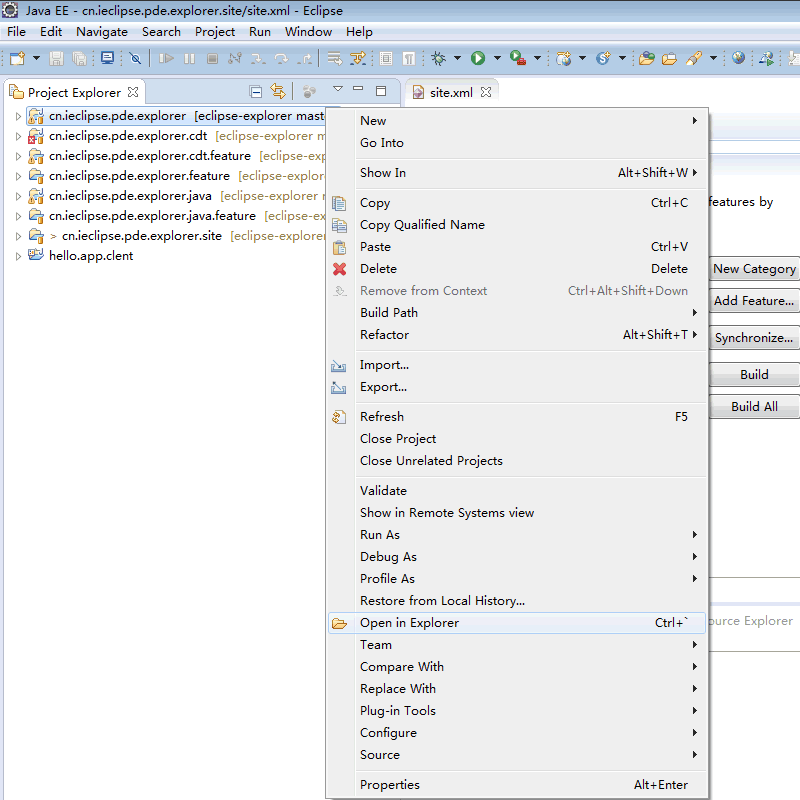 Java EE - cn.ieclipse.pde.explorer.site/site.xml - Eclipse
File Edit Navigate Search Project Run Window Help
Project Explorer
site.xml
cn.ieclipse.pde.explorer [eclipse-explorer mast
cn.ieclipse.pde.explorer.cdt [eclipse-explorer m
cn.ieclipse.pde.explorer.cdt.feature [eclipse-exp
cn.ieclipse.pde.explorer.feature [eclipse-explorer
cn.ieclipse.pde.explorer.java [eclipse-explorer m
cn.ieclipse.pde.explorer.java.feature [eclipse-ex
> cn.ieclipse.pde.explorer.site [eclipse-explorer
hello.app.clent
New
Go Into
Show In Alt+Shift+W
Copy Ctrl+C
Copy Qualified Name
Paste Ctrl+V
Delete Delete
Remove from Context Ctrl+Alt+Shift+Down
Build Path
Refactor Alt+Shift+T
Import...
Export...
Refresh F5
Close Project
Close Unrelated Projects
Validate
Show in Remote Systems view
Run As
Debug As
Profile As
Restore from Local History...
Open in Explorer Ctrl+`
Team
Compare With
Replace With
Plug-in Tools
Configure
Source
Properties Alt+Enter
features by
New Category
Add Feature...
Synchronize...
Build
Build All
ource Explorer